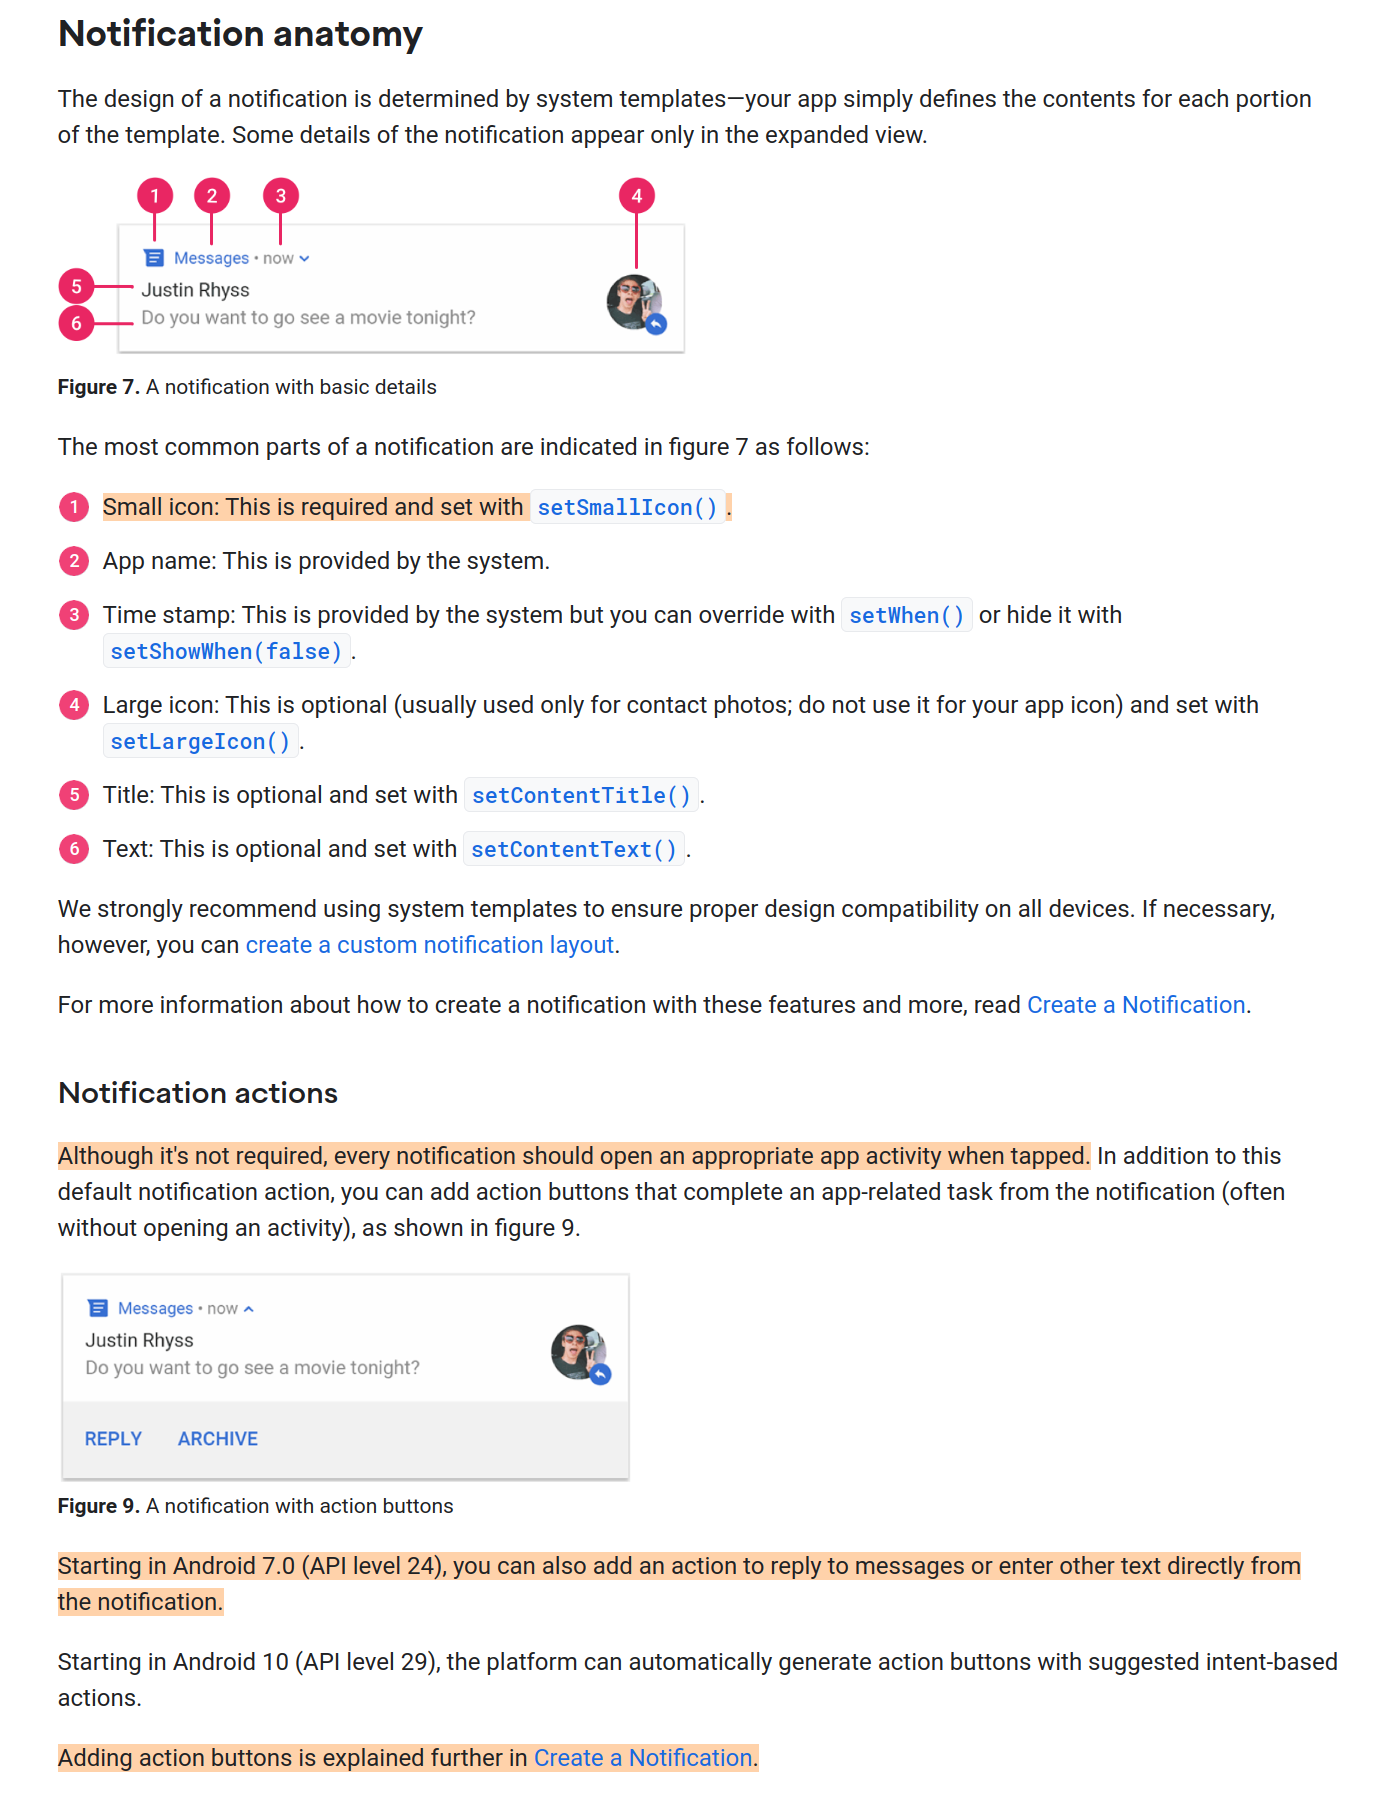 Notification anatomy
The design of a notification is determined by system templates—your app simply defines the contents for each portion
of the template. Some details of the notification appear only in the expanded view.
1 2 3 4
Messages • now
5 Justin Rhyss
6 Do you want to go see a movie tonight?
Figure 7. A notification with basic details
The most common parts of a notification are indicated in figure 7 as follows:
1 Small icon: This is required and set with setSmallIcon().
2 App name: This is provided by the system.
3 Time stamp: This is provided by the system but you can override with setWhen() or hide it with
setShowWhen(false).
4 Large icon: This is optional (usually used only for contact photos; do not use it for your app icon) and set with
setLargeIcon().
5 Title: This is optional and set with setContentTitle().
6 Text: This is optional and set with setContentText().
We strongly recommend using system templates to ensure proper design compatibility on all devices. If necessary,
however, you can create a custom notification layout.
For more information about how to create a notification with these features and more, read Create a Notification.
Notification actions
Although it's not required, every notification should open an appropriate app activity when tapped. In addition to this
default notification action, you can add action buttons that complete an app-related task from the notification (often
without opening an activity), as shown in figure 9.
Messages • now
Justin Rhyss
Do you want to go see a movie tonight?
REPLY ARCHIVE
Figure 9. A notification with action buttons
Starting in Android 7.0 (API level 24), you can also add an action to reply to messages or enter other text directly from
the notification.
Starting in Android 10 (API level 29), the platform can automatically generate action buttons with suggested intent-based
actions.
Adding action buttons is explained further in Create a Notification.